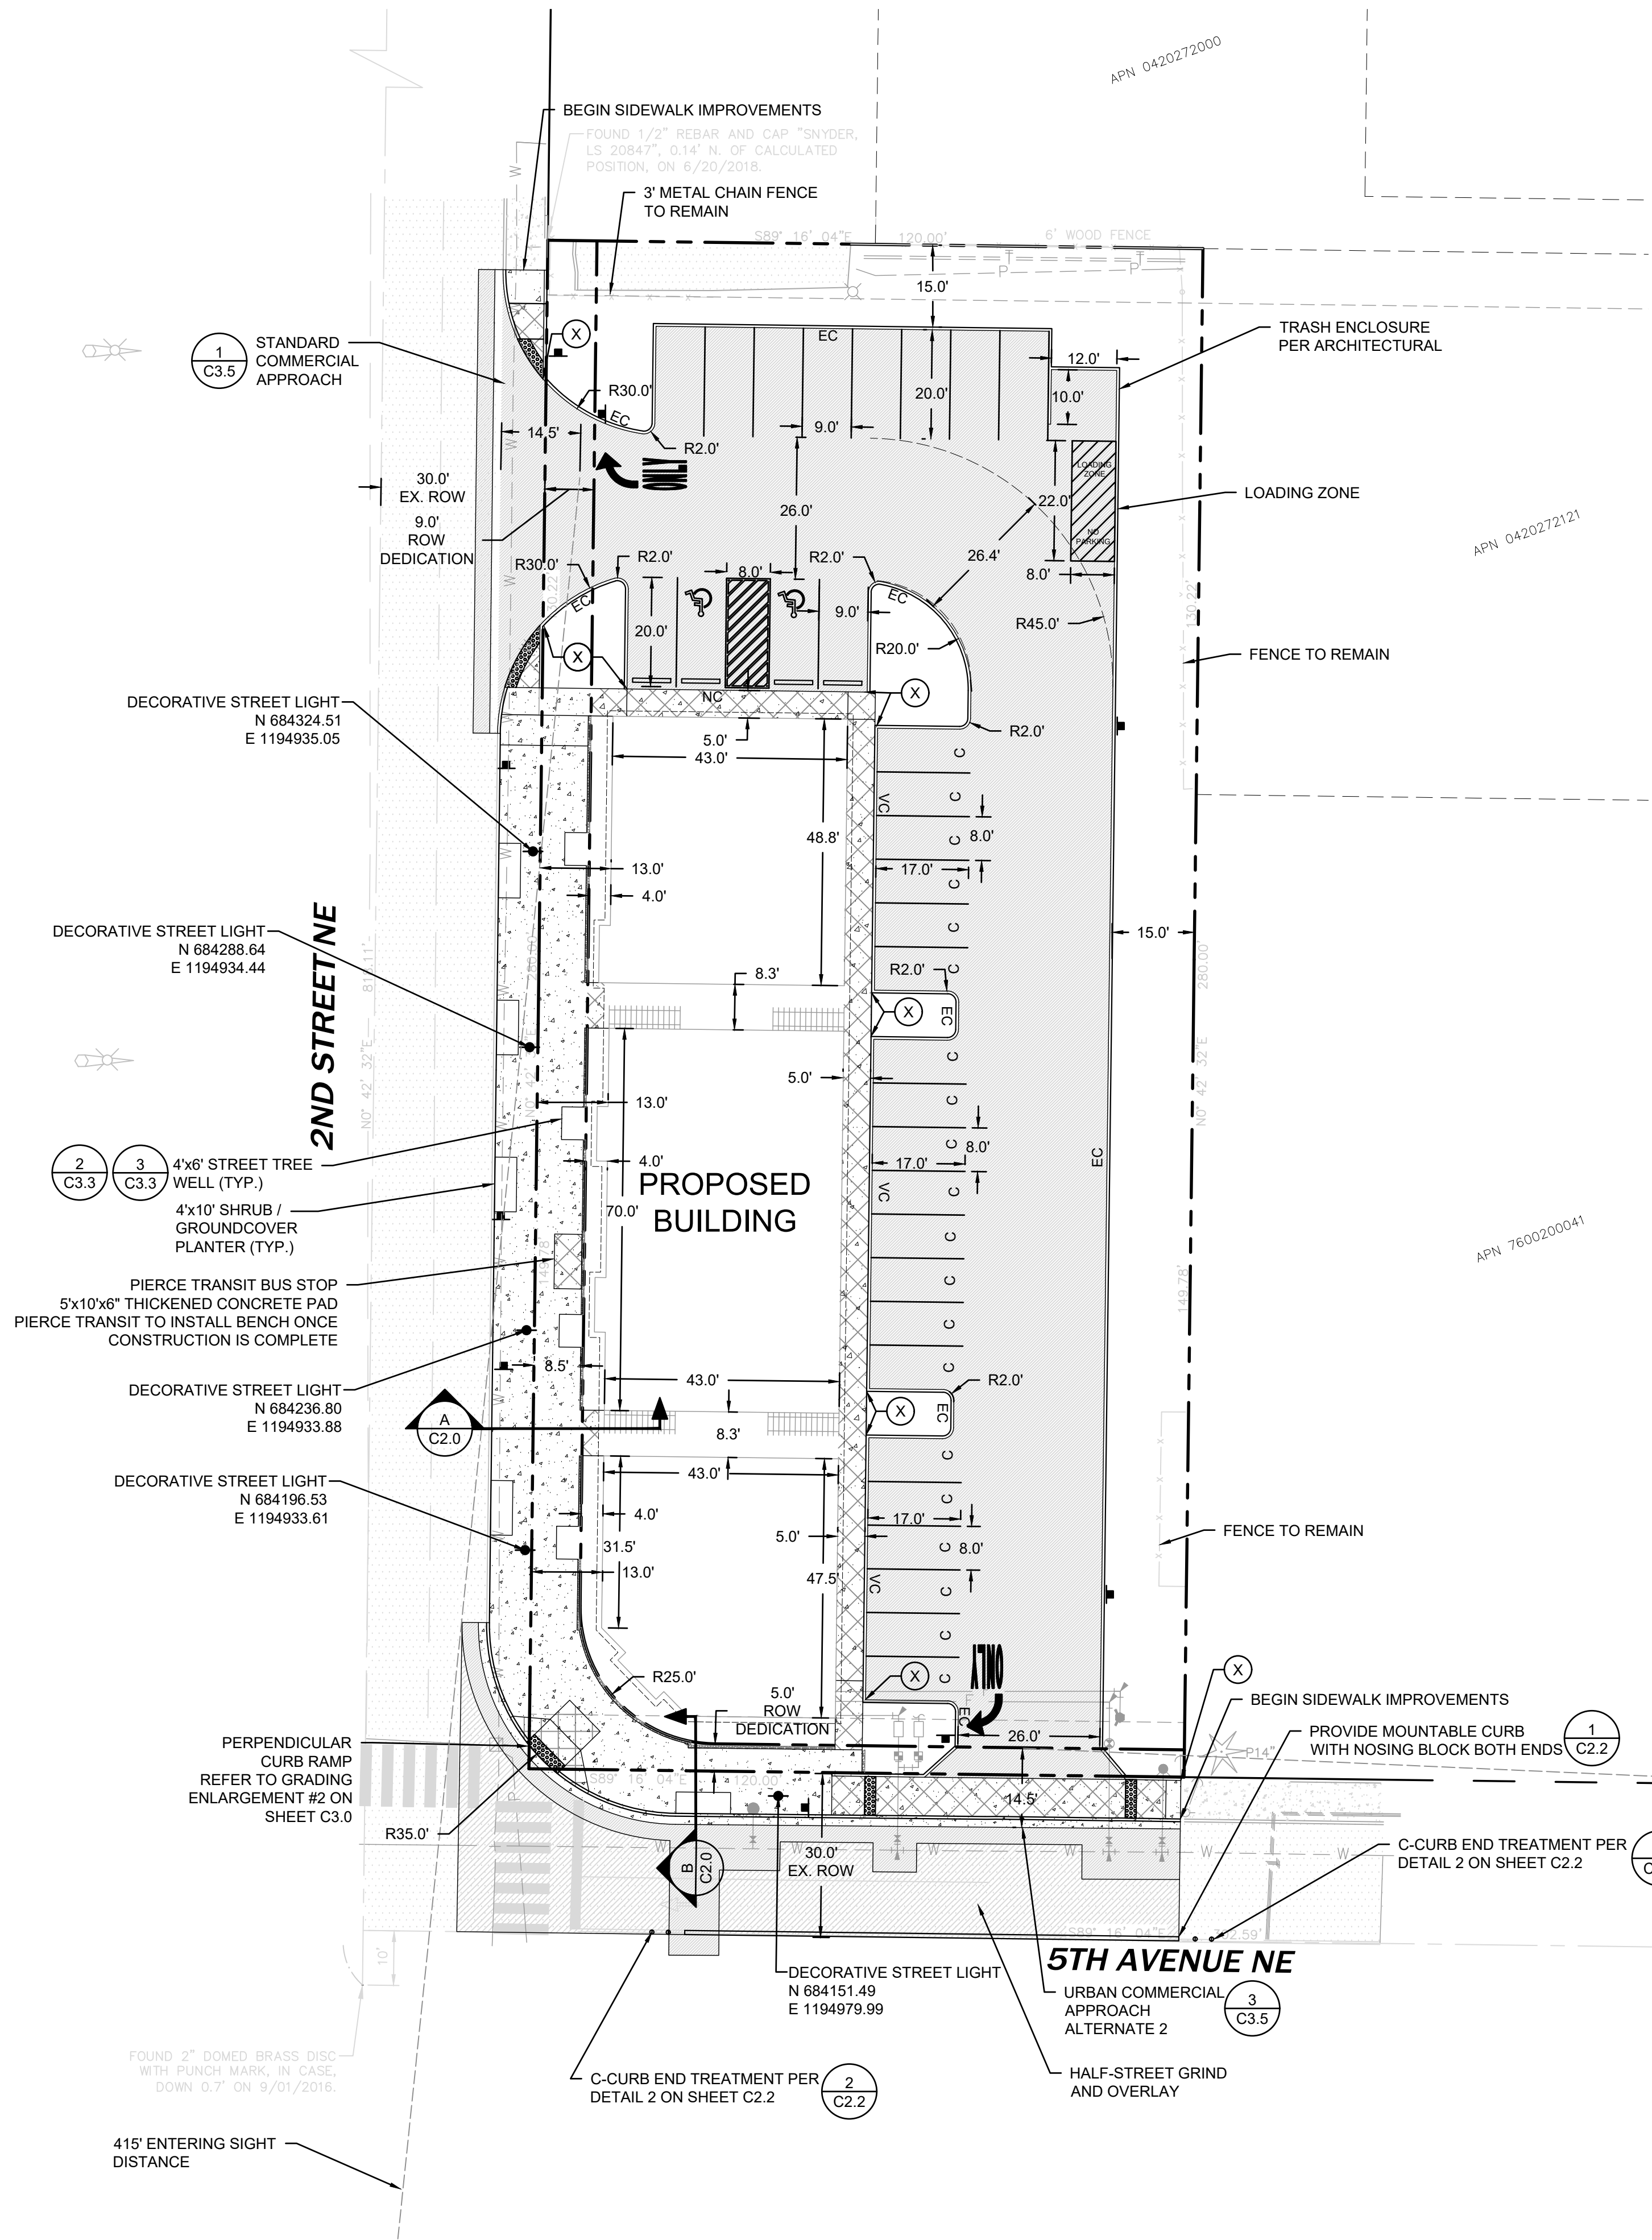 APN 0420272000
BEGIN SIDEWALK IMPROVEMENTS
FOUND 1/2" REBAR AND CAP "SNYDER,
LS 20847", 0.14' N. OF CALCULATED
POSITION, ON 6/20/2018.
3' METAL CHAIN FENCE
TO REMAIN
S89° 16' 04"E
120.00'
6' WOOD FENCE
15.0'
1
C3.5
STANDARD
COMMERCIAL
APPROACH
X
EC
TRASH ENCLOSURE
PER ARCHITECTURAL
12.0'
R30.0'
EC
20.0'
10.0'
9.0'
14.5'
R2.0'
ONLY
LOADING
ZONE
30.0'
EX. ROW
LOADING ZONE
22.0'
26.0'
9.0'
ROW
DEDICATION
NO
PARKING
APN 0420272121
26.4'
R30.0'
R2.0'
R2.0'
8.0'
8.0'
EC
EC
9.0'
130.22'
R45.0'
20.0'
R20.0'
X
FENCE TO REMAIN
X
NC
DECORATIVE STREET LIGHT
N 684324.51
E 1194935.05
R2.0'
5.0'
43.0'
C
C
VC
48.8'
C
8.0'
13.0'
17.0'
C
4.0'
C
DECORATIVE STREET LIGHT
N 684288.64
E 1194934.44
2ND STREET NE
15.0'
C
8.3'
R2.0'
280.00'
X
EC
C
5.0'
N0° 42' 32"E
N0° 42' 32"E
13.0'
C
2
C3.3
3
C3.3
4'x6' STREET TREE
WELL (TYP.)
C
8.0'
4.0'
17.0'
EC
PROPOSED
BUILDING
VC
C
70.0'
4'x10' SHRUB /
GROUNDCOVER
PLANTER (TYP.)
C
APN 7600200041
PIERCE TRANSIT BUS STOP
5'x10'x6" THICKENED CONCRETE PAD
PIERCE TRANSIT TO INSTALL BENCH ONCE
CONSTRUCTION IS COMPLETE
C
149.78'
C
8.5'
C
43.0'
R2.0'
DECORATIVE STREET LIGHT
N 684236.80
E 1194933.88
X
EC
A
C2.0
8.3'
C
43.0'
DECORATIVE STREET LIGHT
N 684196.53
E 1194933.61
C
4.0'
17.0'
5.0'
FENCE TO REMAIN
31.5'
C
8.0'
13.0'
47.5'
VC
C
C
ONLY
R25.0'
X
C
X
5.0'
ROW
DEDICATION
BEGIN SIDEWALK IMPROVEMENTS
EC
26.0'
PROVIDE MOUNTABLE CURB
WITH NOSING BLOCK BOTH ENDS
1
C2.2
PERPENDICULAR
CURB RAMP
REFER TO GRADING
ENLARGEMENT #2 ON
SHEET C3.0
P14"
S89° 16' 04"E
120.00'
14.5'
R35.0'
C-CURB END TREATMENT PER
DETAIL 2 ON SHEET C2.2
30.0'
EX. ROW
B
C2.0
S89° 16' 04"E
10'
5TH AVENUE NE
DECORATIVE STREET LIGHT
N 684151.49
E 1194979.99
URBAN COMMERCIAL
APPROACH
ALTERNATE 2
3
C3.5
FOUND 2" DOMED BRASS DISC
WITH PUNCH MARK, IN CASE,
DOWN 0.7' ON 9/01/2016.
C-CURB END TREATMENT PER
DETAIL 2 ON SHEET C2.2
2
C2.2
HALF-STREET GRIND
AND OVERLAY
415' ENTERING SIGHT
DISTANCE